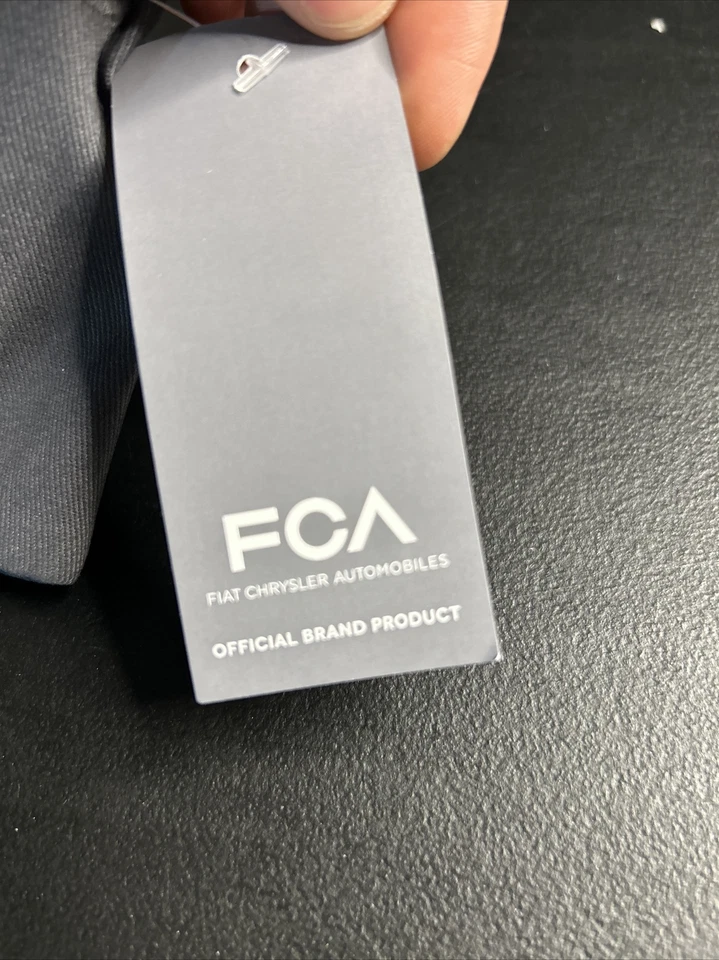 FCA
FIAT CHRYSLER AUTOMOBILES
OFFICIAL BRAND PRODUCT